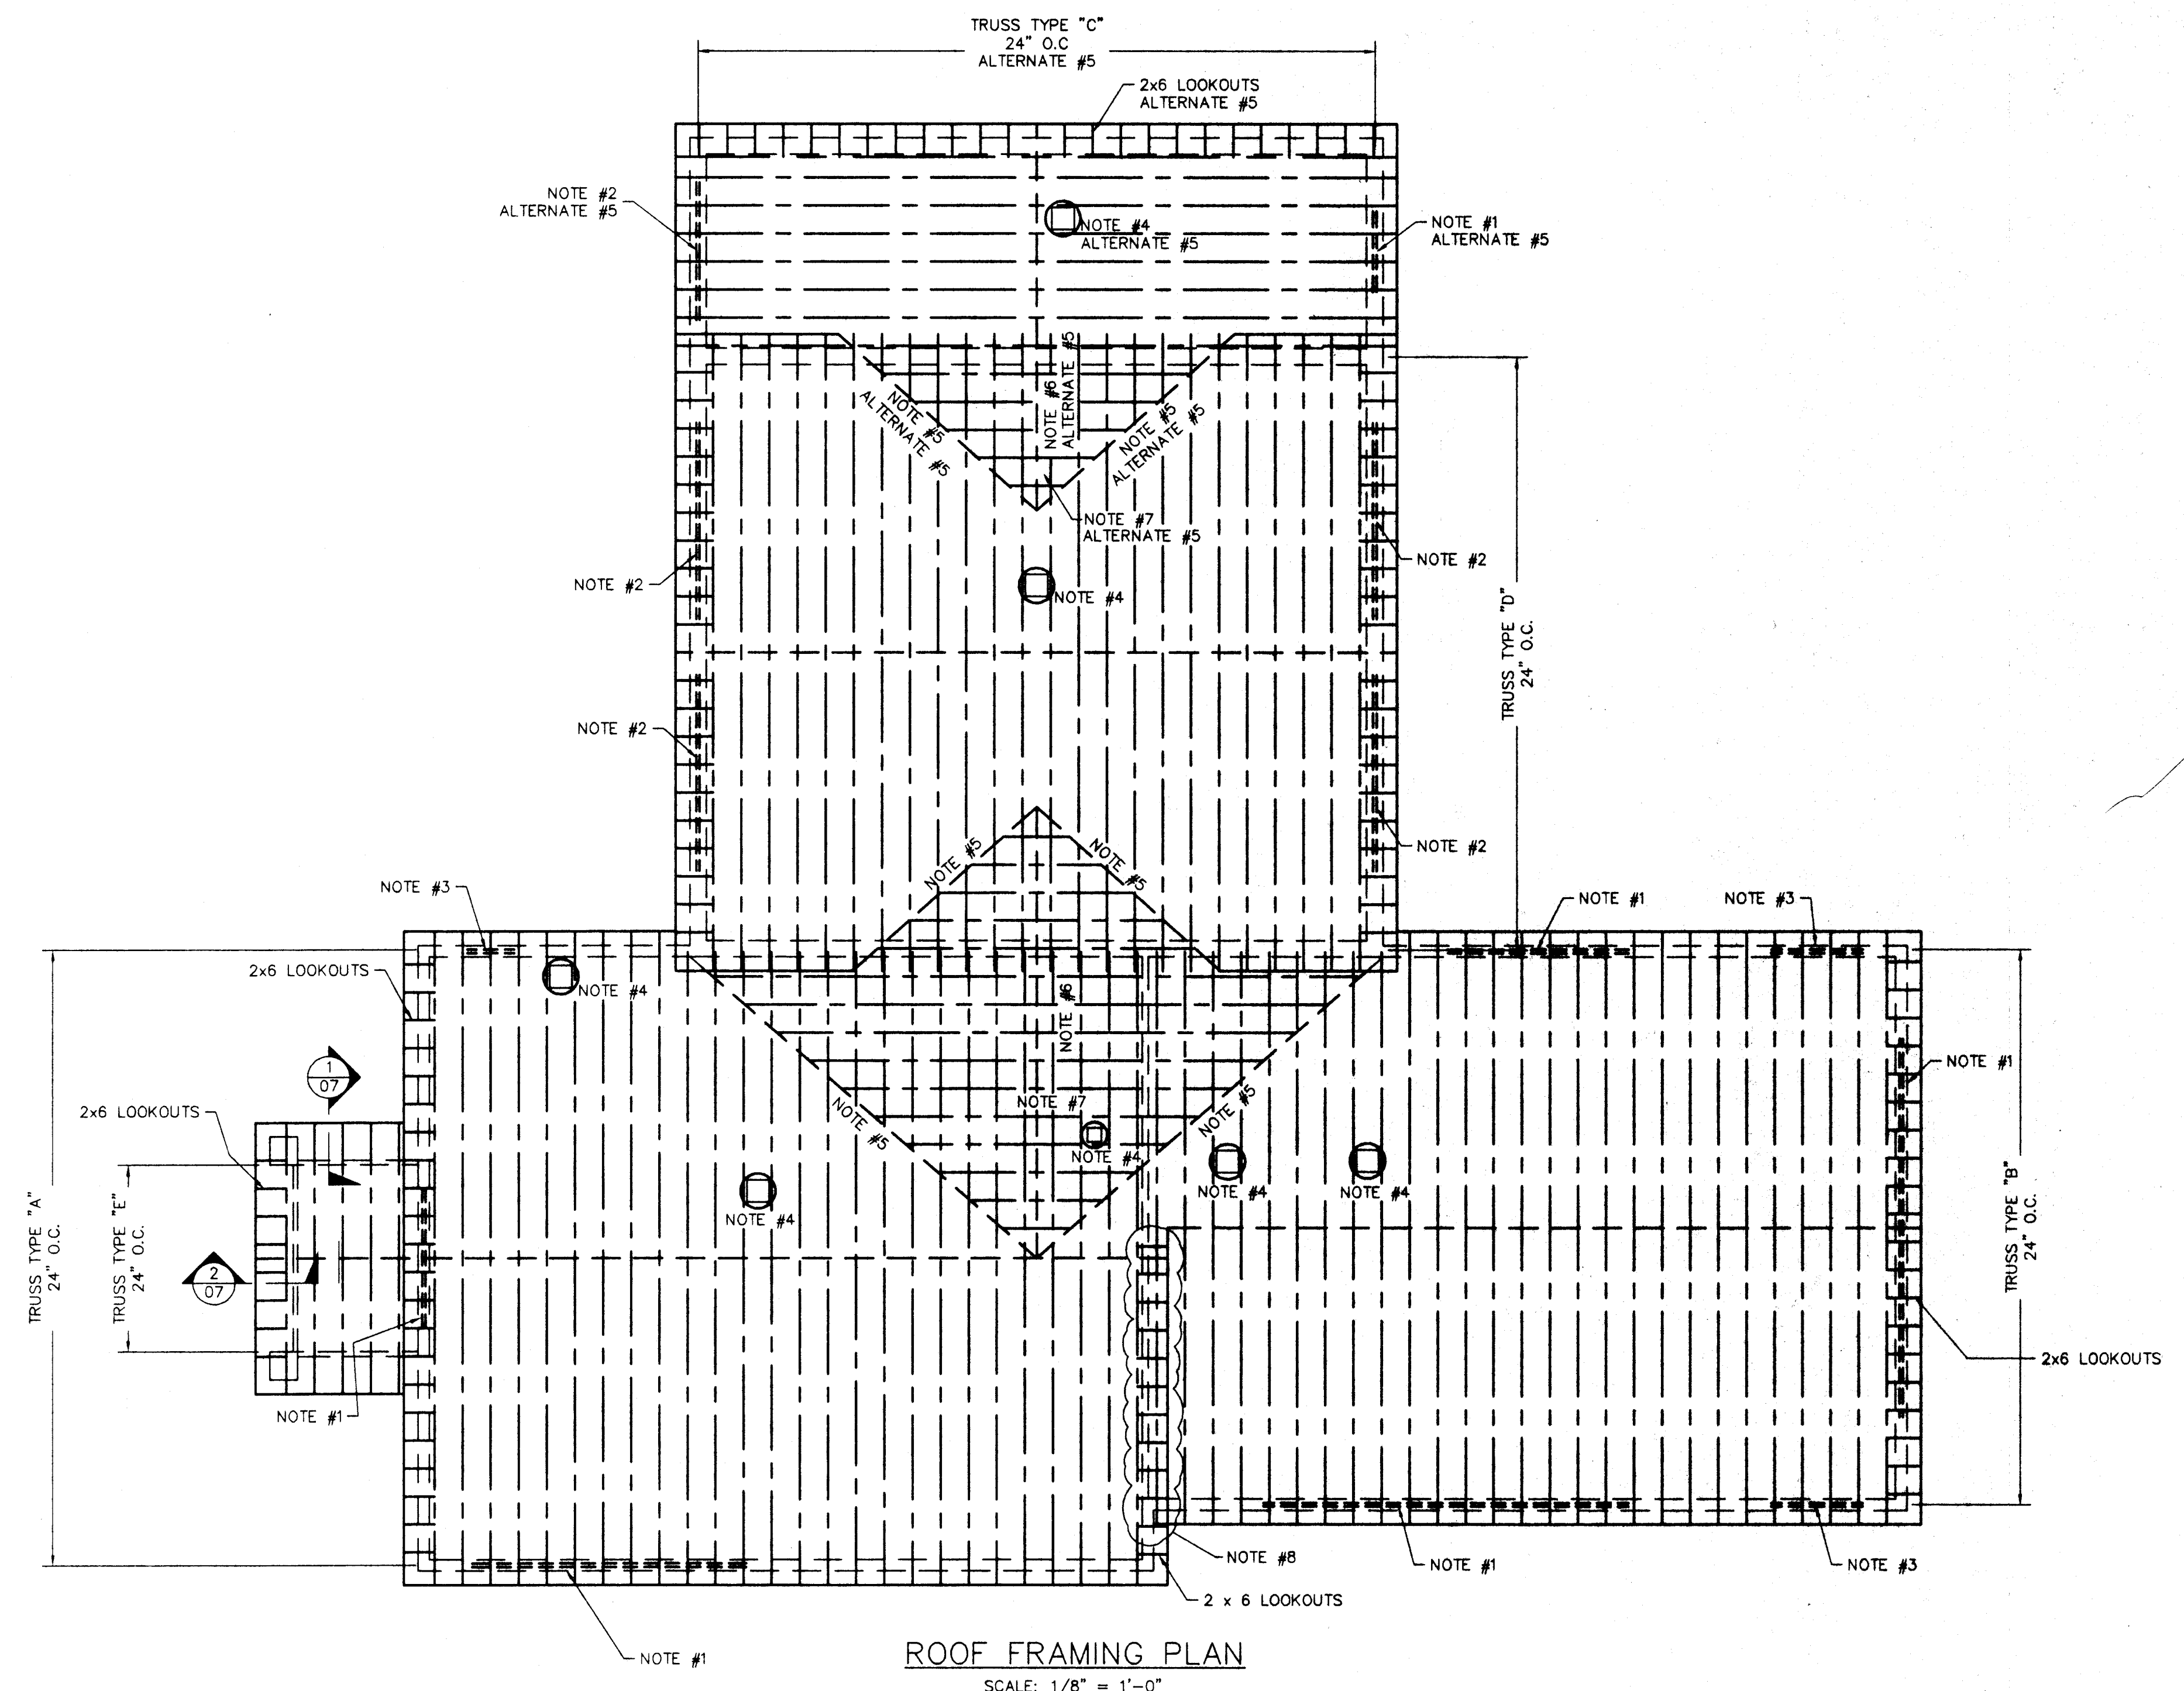 TRUSS TYPE "C"
24" O.C
ALTERNATE #5
2x6 LOOKOUTS
ALTERNATE #5
NOTE #2
ALTERNATE #5
NOTE #4
ALTERNATE #5
NOTE #1
ALTERNATE #5
NOTE #6
ALTERNATE #5
NOTE #5
ALTERNATE #5
NOTE #5
ALTERNATE #5
NOTE #7
ALTERNATE #5
NOTE #2
NOTE #4
NOTE #2
TRUSS TYPE "D"
24" O.C.
NOTE #2
NOTE #2
NOTE #5
NOTE #5
NOTE #3
NOTE #1
NOTE #3
2x6 LOOKOUTS
NOTE #4
NOTE #6
1
07
NOTE #1
2x6 LOOKOUTS
NOTE #7
NOTE #5
NOTE #5
NOTE #4
NOTE #4
NOTE #4
NOTE #4
TRUSS TYPE "A"
24" O.C.
TRUSS TYPE "E"
24" O.C.
2
07
TRUSS TYPE "B"
24" O.C.
2x6 LOOKOUTS
NOTE #1
NOTE #8
NOTE #1
NOTE #3
2 x 6 LOOKOUTS
NOTE #1
ROOF FRAMING PLAN
SCALE: 1/8" = 1'-0"